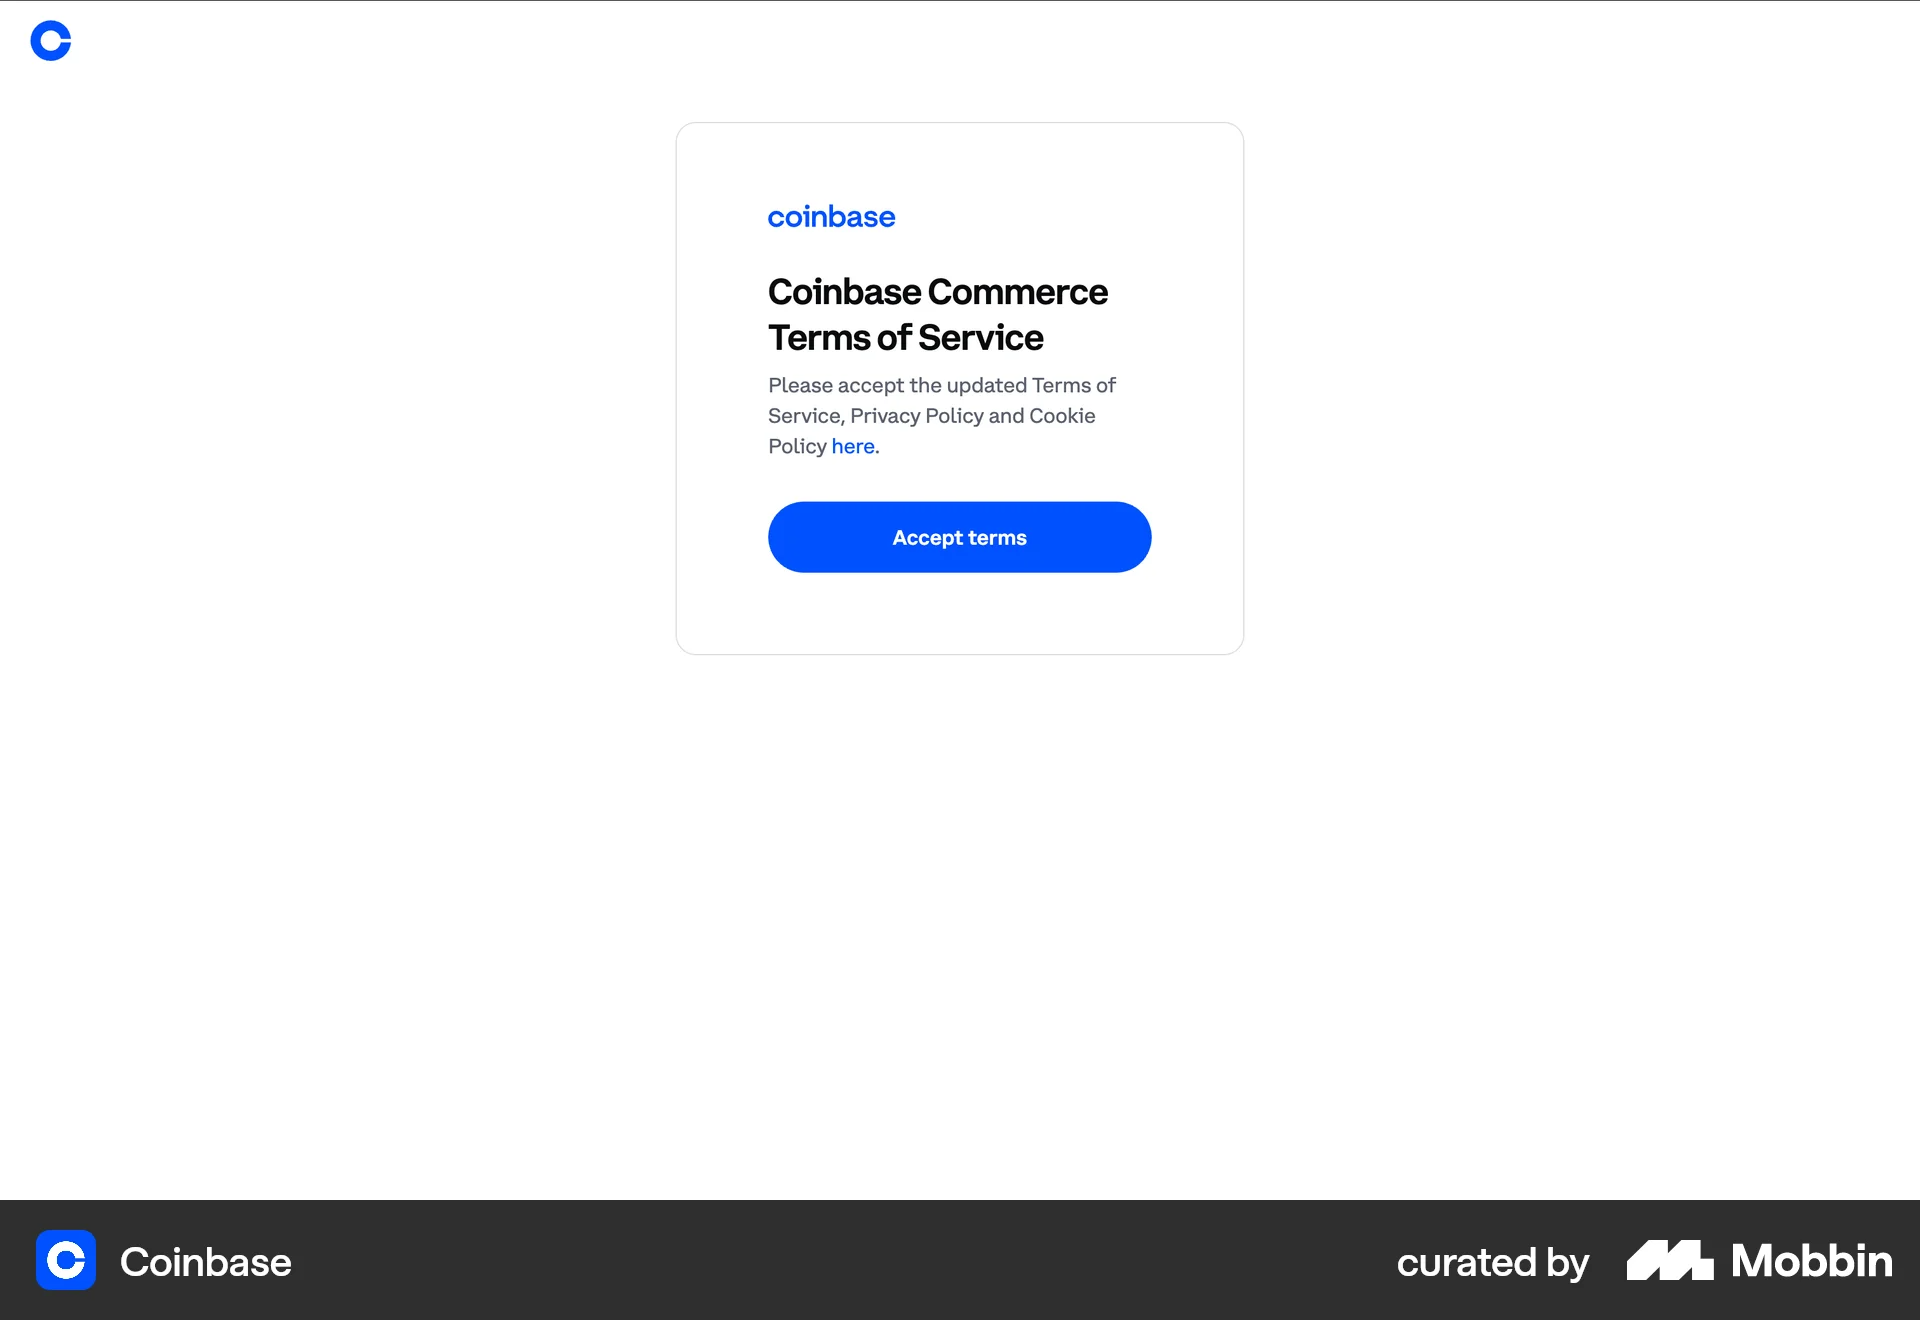 coinbase
Coinbase Commerce
Terms of Service
Please accept the updated Terms of
Service, Privacy Policy and Cookie
Policy here.
Accept terms
Coinbase
curated by Mobbin